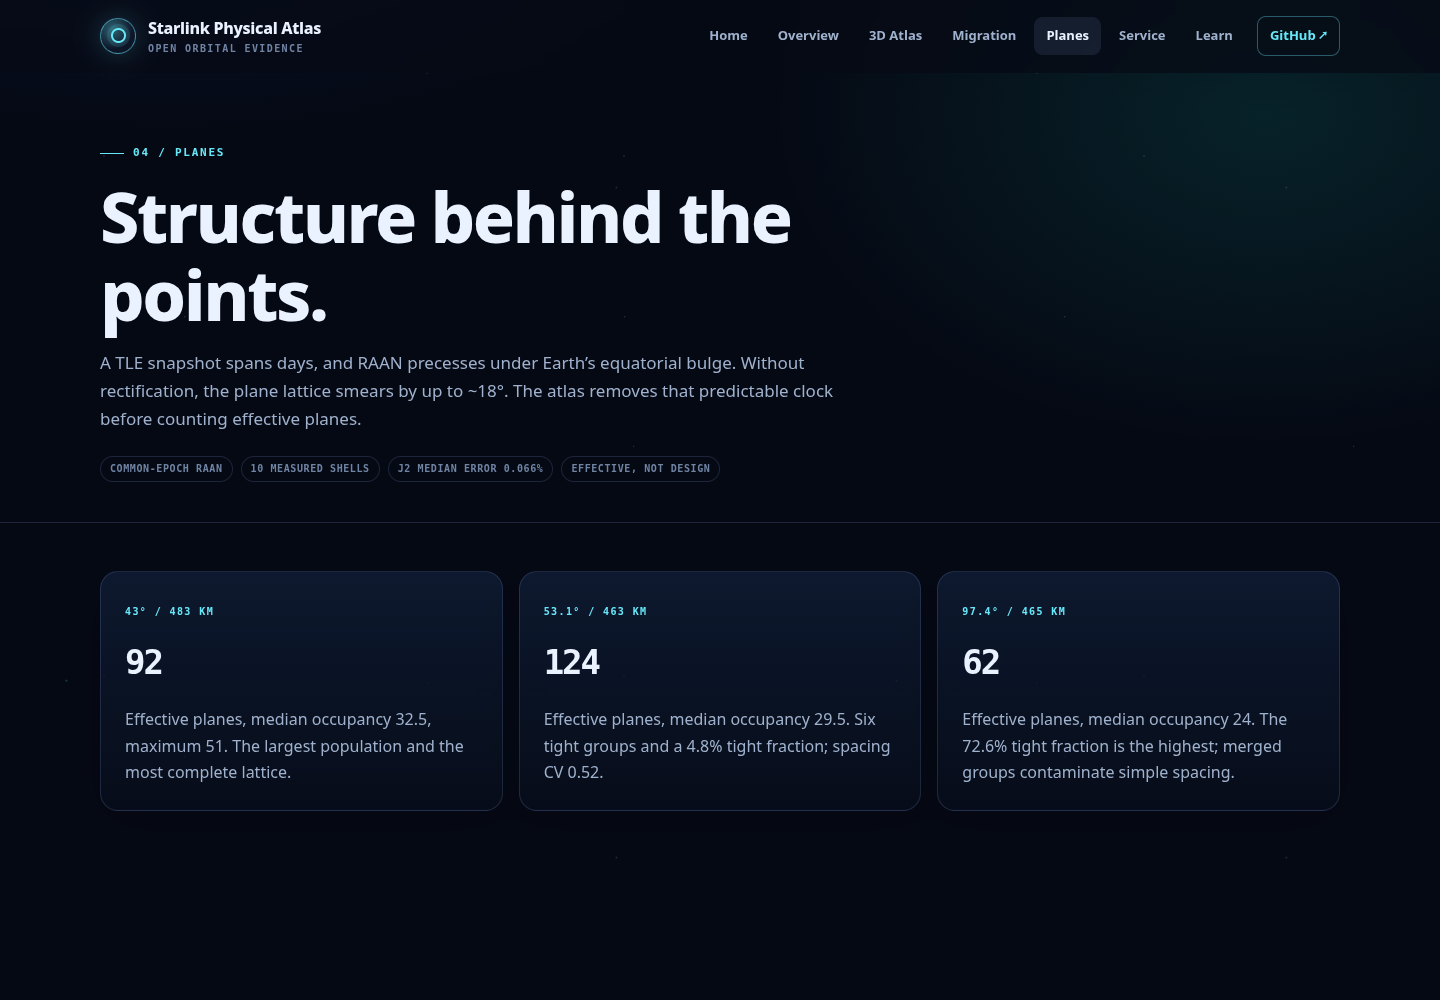 Starlink Physical Atlas
OPEN ORBITAL EVIDENCE
Home Overview 3D Atlas Migration Planes Service Learn GitHub ↗
04 / PLANES
Structure behind the
points.
A TLE snapshot spans days, and RAAN precesses under Earth’s equatorial bulge. Without
rectification, the plane lattice smears by up to ~18°. The atlas removes that predictable clock
before counting effective planes.
COMMON-EPOCH RAAN 10 MEASURED SHELLS J2 MEDIAN ERROR 0.066% EFFECTIVE, NOT DESIGN
43° / 483 KM
92
Effective planes, median occupancy 32.5,
maximum 51. The largest population and the
most complete lattice.
53.1° / 463 KM
124
Effective planes, median occupancy 29.5. Six
tight groups and a 4.8% tight fraction; spacing
CV 0.52.
97.4° / 465 KM
62
Effective planes, median occupancy 24. The
72.6% tight fraction is the highest; merged
groups contaminate simple spacing.